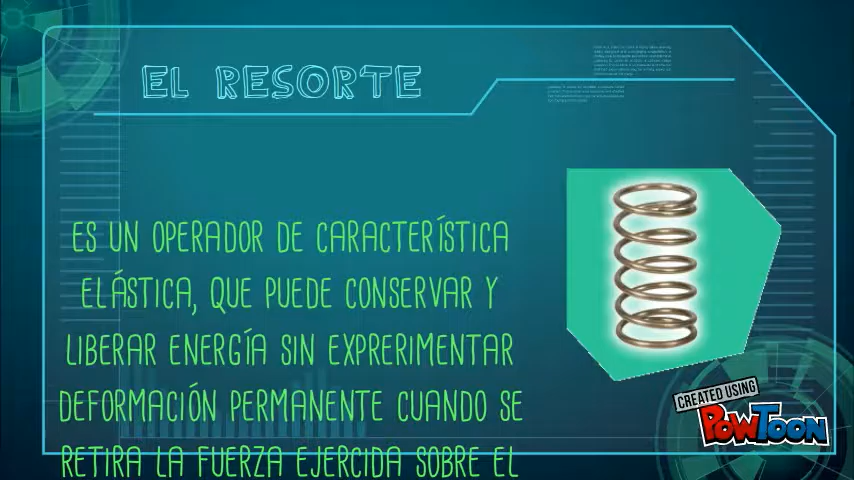 EL RESORTE
ES UN OPERADOR DE CARACTERÍSTICA
ELÁSTICA, QUE PUEDE CONSERVAR Y
LIBERAR ENERGÍA SIN EXPRERIMENTAR
DEFORMACIÓN PERMANENTE CUANDO SE
RETIRA LA FUERZA EJERCIDA SOBRE EL
CREATED USING
POWTOON